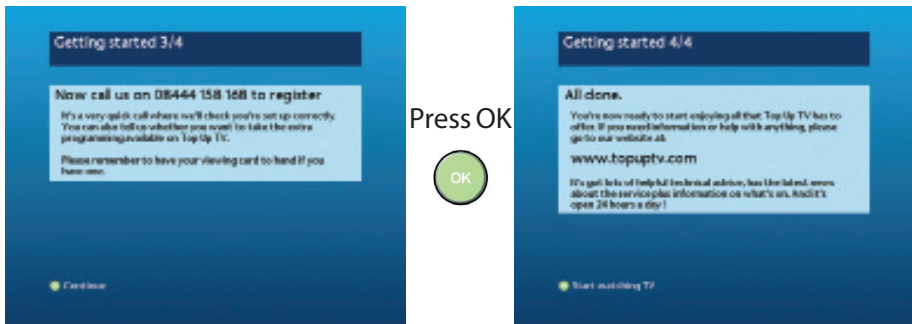 Getting started 3/4
Now call us on 08444 158 168 to register
It's a very quick call where we'll check you're set up correctly.
You can also tell us whether you want to take the extra
programming available on Top Up TV.
Please remember to have your viewing card to hand if you
have one.
Continue
Press OK
OK
Getting started 4/4
All done.
You're now ready to start enjoying all that Top Up TV has to
offer. If you need information or help with anything, please
go to our website at:
www.topuptv.com
It's got lots of helpful technical advice, has the latest news
about the service plus information on what's on. And it's
open 24 hours a day!
Start watching TV